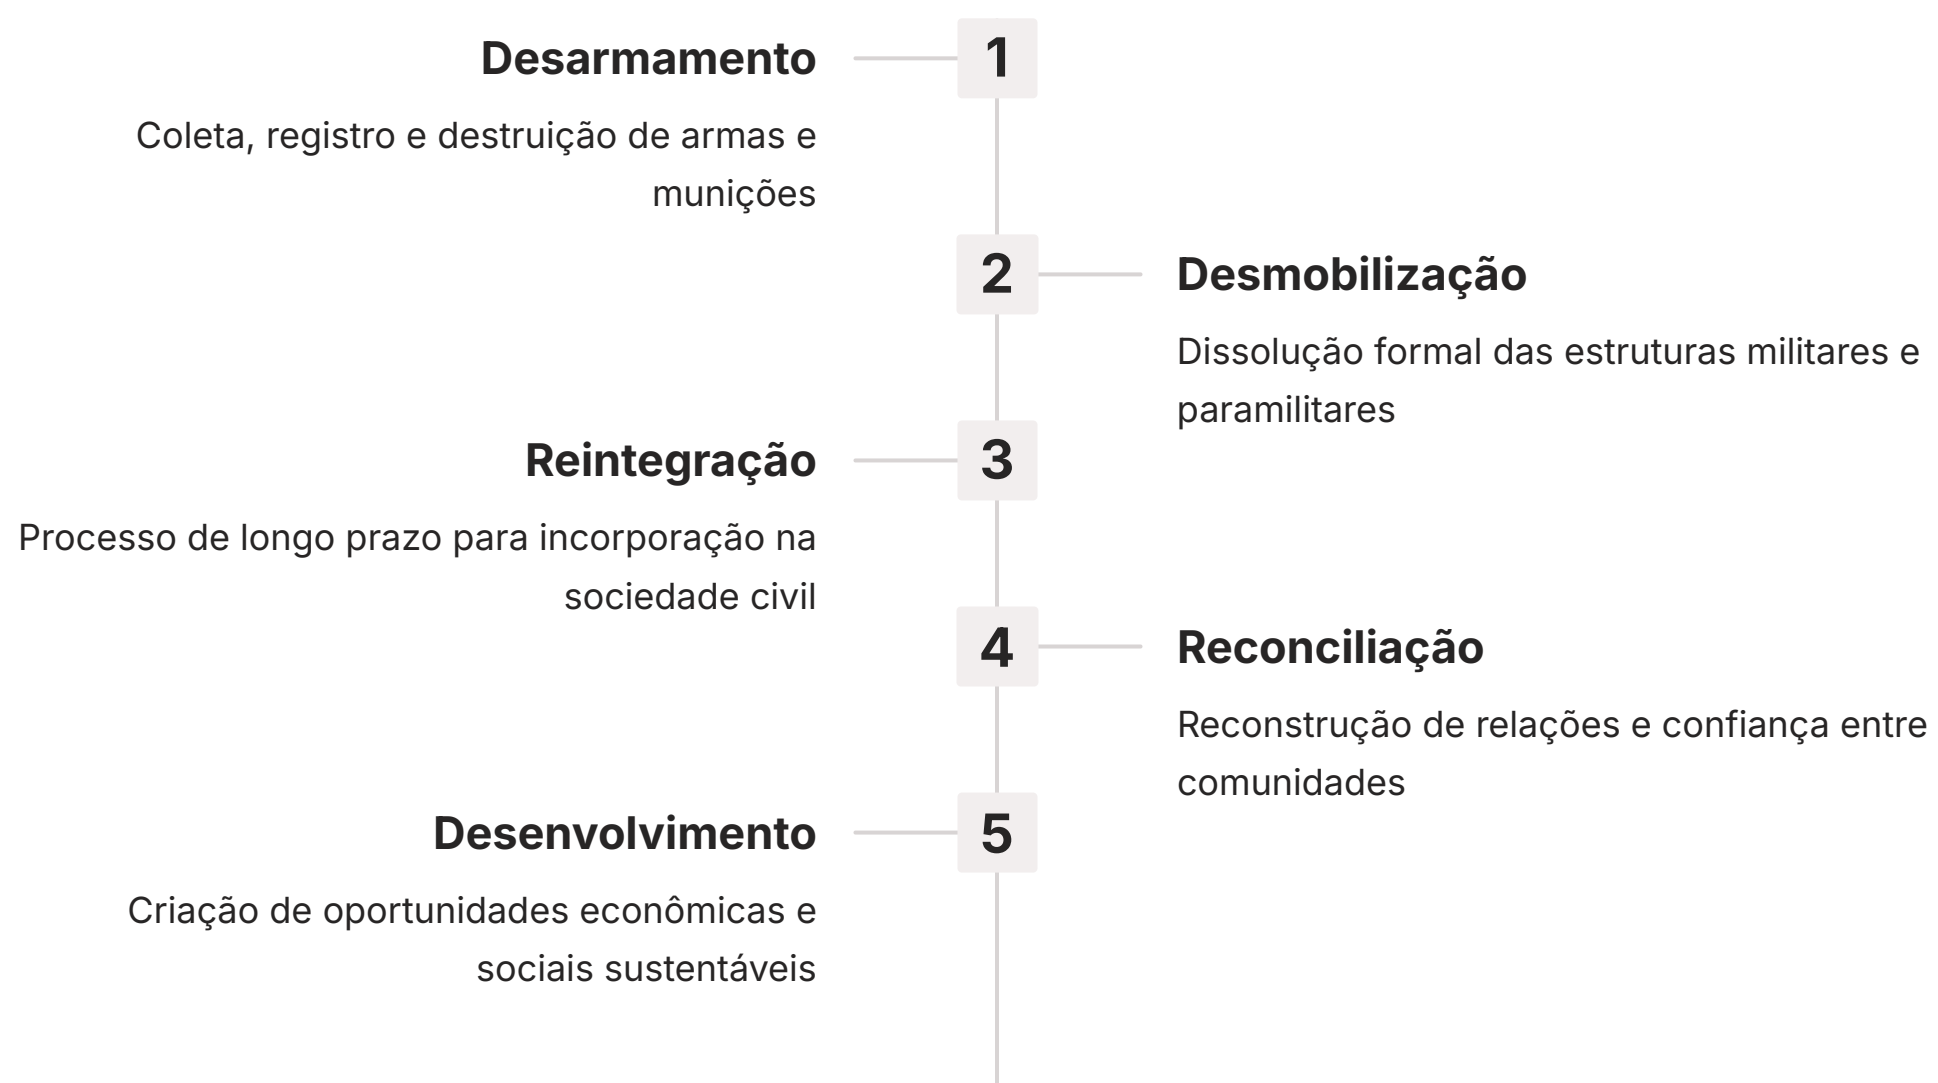 Desarmamento
1
Coleta, registro e destruição de armas e
munições
2
Desmobilização
Dissolução formal das estruturas militares e
paramilitares
Reintegração
3
Processo de longo prazo para incorporação na
sociedade civil
4
Reconciliação
Reconstrução de relações e confiança entre
comunidades
Desenvolvimento
5
Criação de oportunidades econômicas e
sociais sustentáveis